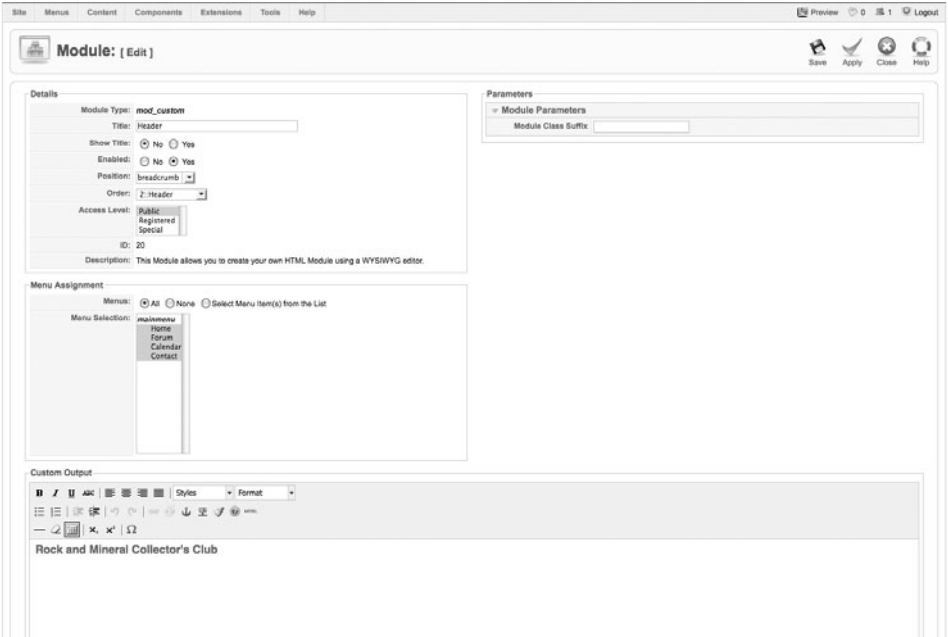 Site Menus Content Components Extensions Tools Help Preview 0 1 Logout
Module: [ Edit ]
Save Apply Close Help
Details
Module Type: mod_custom
Title: Header
Show Title: No Yes
Enabled: No Yes
Position: breadcrumb
Order: 2::Header
Access Level: Public
Registered
Special
ID: 20
Description: This Module allows you to create your own HTML Module using a WYSIWYG editor.
Parameters
Module Parameters
Module Class Suffix
Menu Assignment
Menus: All None Select Menu Item(s) from the List
Menu Selection: mainmenu
Home
Forum
Calendar
Contact
Custom Output
B I U ABC Styles Format
HTML
x, x² Ω
Rock and Mineral Collector's Club